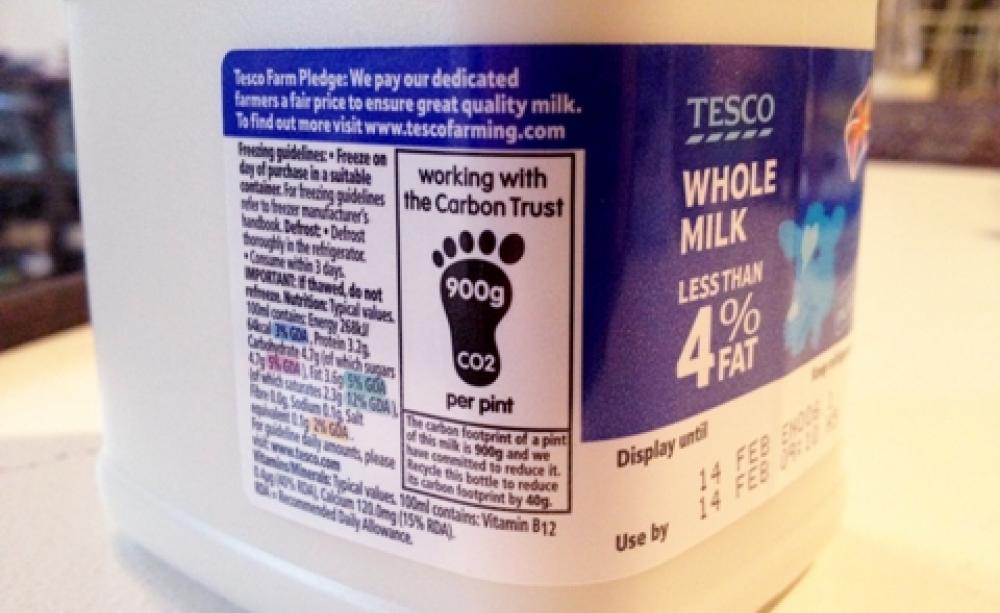 Tesco Farm Pledge: We pay our dedicated
farmers a fair price to ensure great quality milk.
To find out more visit www.tescofarming.com
Freezing guidelines: • Freeze on
day of purchase in a suitable
container. For freezing guidelines
refer to freezer manufacturer's
handbook. Defrost: • Defrost
thoroughly in the refrigerator.
• Consume within 3 days.
IMPORTANT: If thawed, do not
refreeze. Nutrition: Typical values.
100ml contains: Energy 268kJ/
64kcal 3% GDA, Protein 3.2g,
Carbohydrate 4.7g (of which sugars
4.7g 5% GDA), Fat 3.6g 5% GDA
(of which saturates 2.3g 12% GDA),
Fibre 0.0g, Sodium 0.1g, Salt
equivalent 0.1g 2% GDA.
For guideline daily amounts, please
visit: www.tesco.com
Vitamins/Minerals: Typical values, 100ml contains: Vitamin B12
0.4µg (40% RDA), Calcium 120.0mg (15% RDA).
RDA = Recommended Daily Allowance.
working with
the Carbon Trust
900g
CO2
per pint
The carbon footprint of a pint
of this milk is 900g and we
have committed to reduce it.
Recycle this bottle to reduce
its carbon footprint by 40g.
TESCO
WHOLE
MILK
LESS THAN
4%
FAT
Display until
14 FEB
14 FEB
Use by